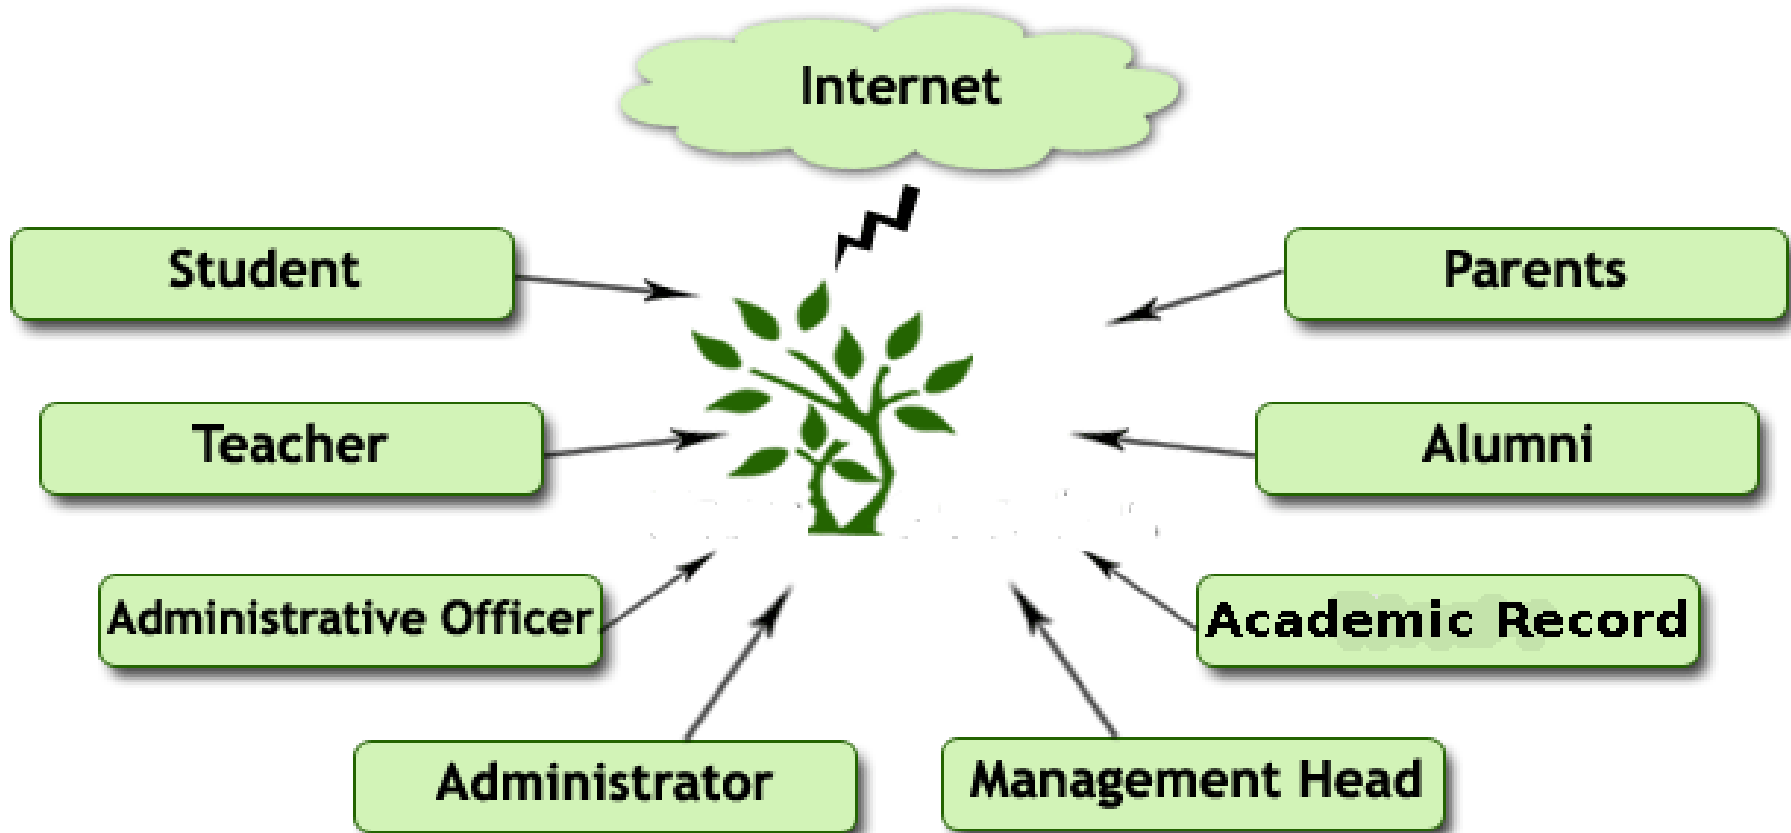 Internet
Student
Parents
Teacher
Alumni
Administrative Officer
Academic Record
Administrator
Management Head